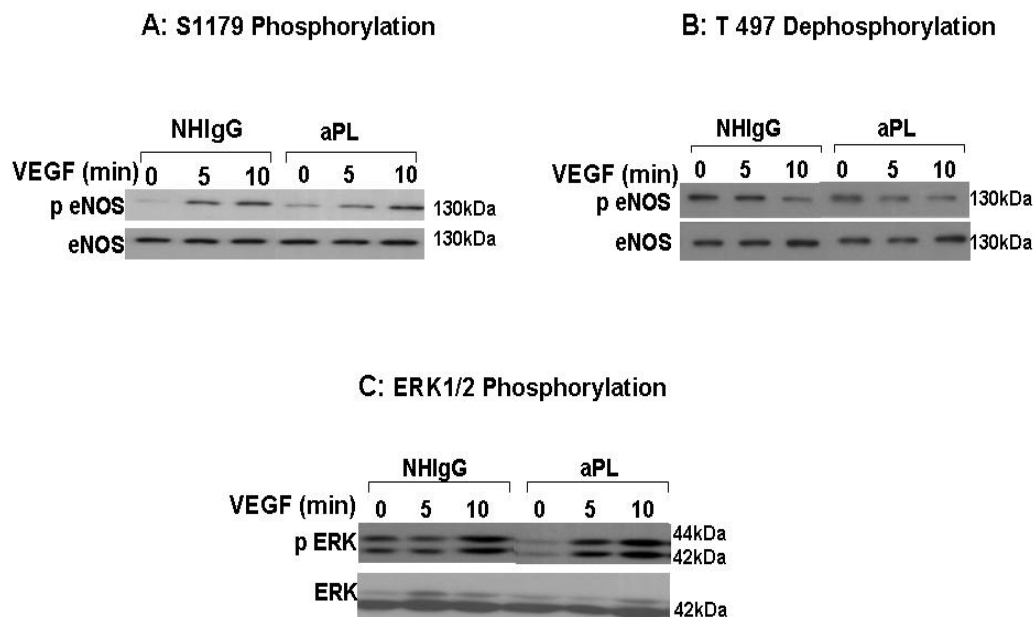 A: S1179 Phosphorylation
NHIgG aPL
VEGF (min) 0 5 10 0 5 10
p eNOS 130kDa
eNOS 130kDa
B: T 497 Dephosphorylation
NHIgG aPL
VEGF (min) 0 5 10 0 5 10
p eNOS 130kDa
eNOS 130kDa
C: ERK1/2 Phosphorylation
NHIgG aPL
VEGF (min) 0 5 10 0 5 10
44kDa
p ERK
42kDa
ERK
42kDa